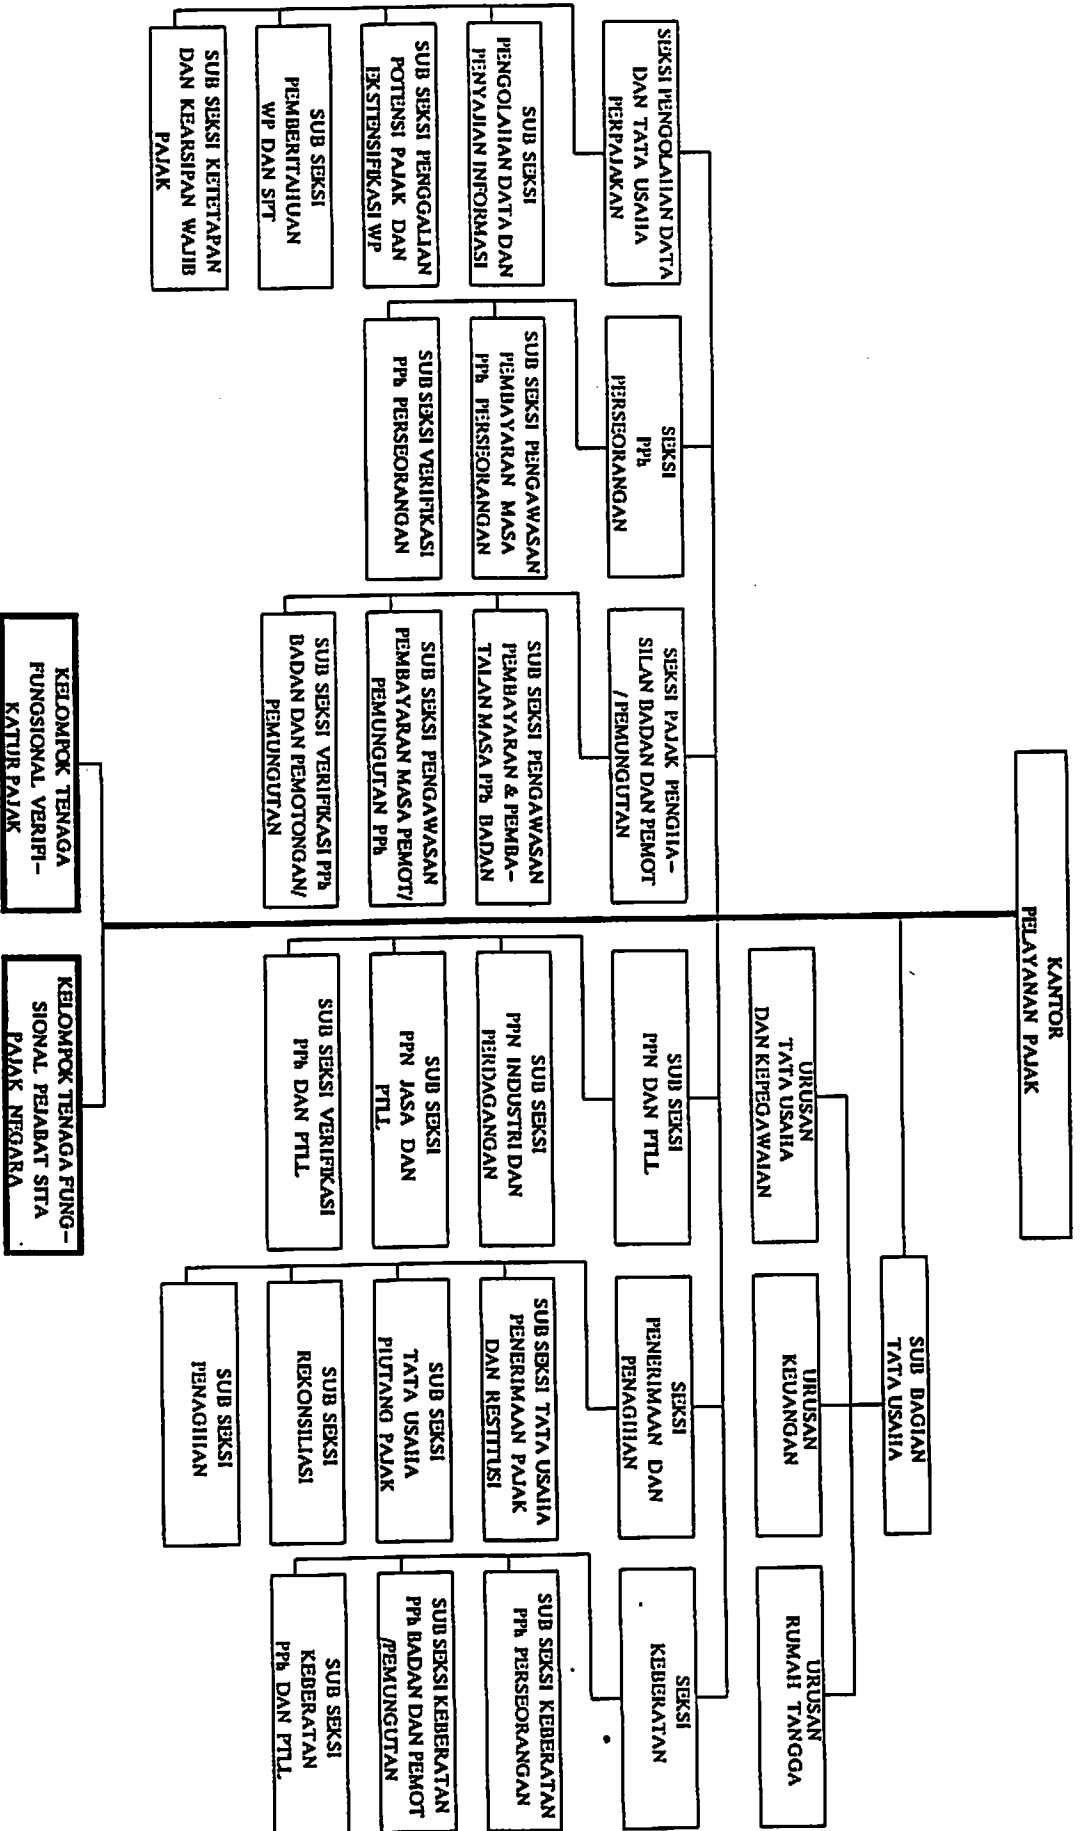 KANTOR
PELAYANAN PAJAK
SUB BAGIAN
TATA USAHA
URUSAN
TATA USAHA
DAN KEPEGAWAIAN
URUSAN
KEUANGAN
URUSAN
RUMAH TANGGA
SEKSI PENGOLAHAN DATA
DAN TATA USAHA
PERPAJAKAN
SEKSI
PPh
PERSEORANGAN
SEKSI PAJAK PENGHA-
SILAN BADAN DAN PEMOT
/PEMUNGUTAN
SUB SEKSI
PPN DAN PTLL
SEKSI
PENERIMAAN DAN
PENAGIHAN
SEKSI
KEBERATAN
SUB SEKSI
PENGOLAHAN DATA DAN
PENYAJIAN INFORMASI
SUB SEKSI PENGGALIAN
POTENSI PAJAK DAN
EKSTENSIFIKASI WP
SUB SEKSI
PEMBERITAHUAN
WP DAN SPT
SUB SEKSI KETETAPAN
DAN KEARSIPAN WAJIB
PAJAK
SUB SEKSI PENGAWASAN
PEMBAYARAN MASA
PPh PERSEORANGAN
SUB SEKSI VERIFIKASI
PPh PERSEORANGAN
SUB SEKSI PENGAWASAN
PEMBAYARAN & PEMBA-
TALAN MASA PPh BADAN
SUB SEKSI PENGAWASAN
PEMBAYARAN MASA PEMOT/
PEMUNGUTAN PPh
SUB SEKSI VERIFIKASI PPh
BADAN DAN PEMOTONGAN/
PEMUNGUTAN
SUB SEKSI
PPN INDUSTRI DAN
PERDAGANGAN
SUB SEKSI
PPN JASA DAN
PTLL
SUB SEKSI VERIFIKASI
PPh DAN PTLL
SUB SEKSI TATA USAHA
PENERIMAAN PAJAK
DAN RESTITUSI
SUB SEKSI
TATA USAHA
PIUTANG PAJAK
SUB SEKSI
REKONSILIASI
SUB SEKSI
PENAGIHAN
SUB SEKSI KEBERATAN
PPh PERSEORANGAN
SUB SEKSI KEBERATAN
PPh BADAN DAN PEMOT
/PEMUNGUTAN
SUB SEKSI
KEBERATAN
PPh DAN PTLL
KELOMPOK TENAGA
FUNGSIONAL VERIFI-
KATUR PAJAK
KELOMPOK TENAGA FUNG-
SIONAL PEJABAT SITA
PAJAK NEGARA